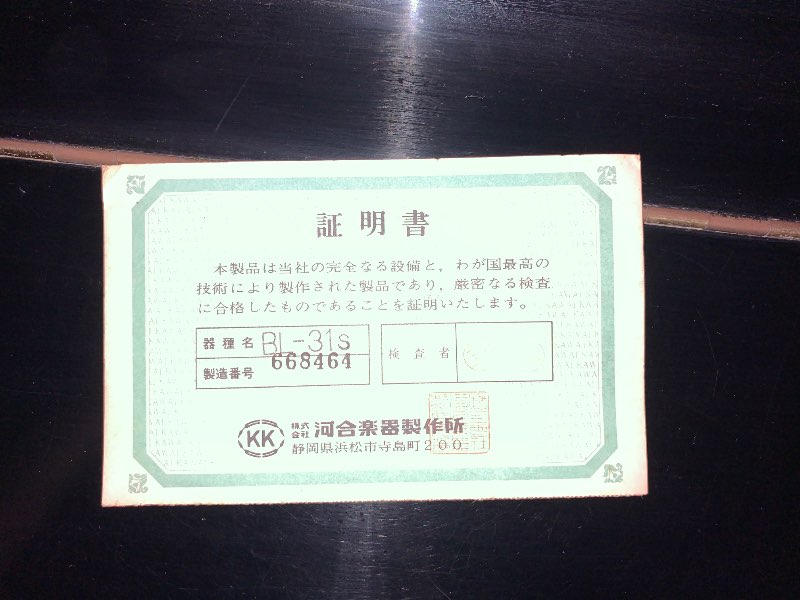 証明書
本製品は当社の完全なる設備と、わが国最高の
技術により製作された製品であり、厳密なる検査
に合格したものであることを証明いたします。
器種名 BL-31S
製造番号 668464
検査者
KK 株式会社 河合楽器製作所
静岡県浜松市寺島町200